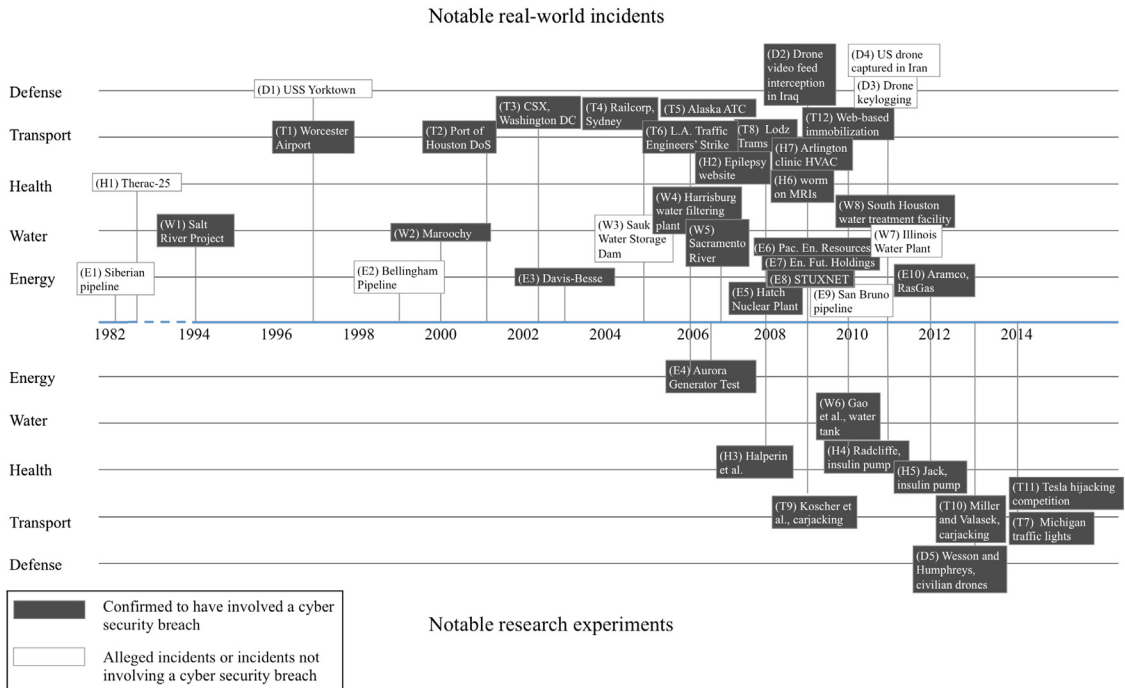 Notable real-world incidents
Defense
(D1) USS Yorktown
(D2) Drone
video feed
interception
in Iraq
(D4) US drone
captured in Iran
(D3) Drone
keylogging
Transport
(T1) Worcester
Airport
(T2) Port of
Houston DoS
(T3) CSX,
Washington DC
(T4) Railcorp,
Sydney
(T5) Alaska ATC
(T6) L.A. Traffic
Engineers' Strike
(T8) Lodz
Trams
(T12) Web-based
immobilization
Health
(H1) Therac-25
(H2) Epilepsy
website
(H7) Arlington
clinic HVAC
(H6) worm
on MRIs
Water
(W1) Salt
River Project
(W2) Maroochy
(W3) Sauk
Water Storage
Dam
(W4) Harrisburg
water filtering
plant
(W5)
Sacramento
River
(W8) South Houston
water treatment facility
(W7) Illinois
Water Plant
Energy
(E1) Siberian
pipeline
(E2) Bellingham
Pipeline
(E3) Davis-Besse
(E6) Pac. En. Resources
(E7) En. Fut. Holdings
(E8) STUXNET
(E5) Hatch
Nuclear Plant
(E9) San Bruno
pipeline
(E10) Aramco,
RasGas
1982 1994 1996 1998 2000 2002 2004 2006 2008 2010 2012 2014
Energy
(E4) Aurora
Generator Test
Water
(W6) Gao
et al., water
tank
Health
(H3) Halperin
et al.
(H4) Radcliffe,
insulin pump
(H5) Jack,
insulin pump
Transport
(T9) Koscher et
al., carjacking
(T10) Miller
and Valasek,
carjacking
(T11) Tesla hijacking
competition
(T7) Michigan
traffic lights
Defense
(D5) Wesson and
Humphreys,
civilian drones
Confirmed to have involved a cyber
security breach
Alleged incidents or incidents not
involving a cyber security breach
Notable research experiments